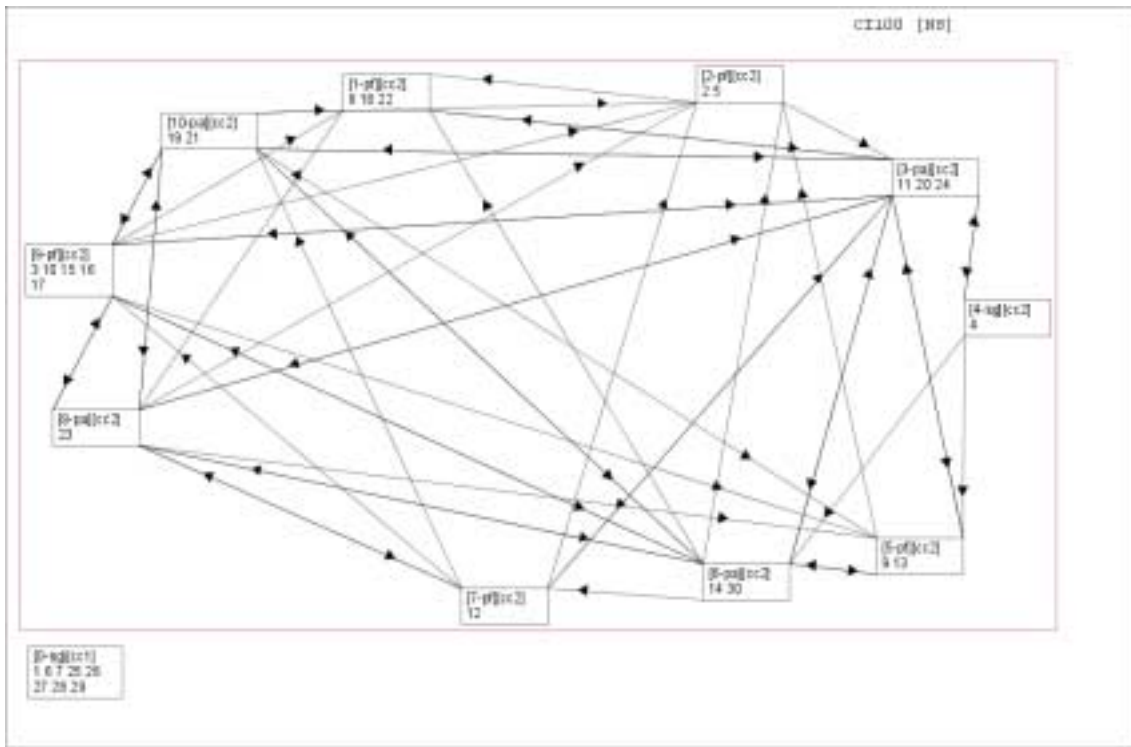 [1-pf][cc2]
8 18 22
[2-pf][cc2]
2 5
[10-pa][cc2]
19 21
[3-pa][cc2]
11 20 24
[9-pf][cc2]
3 10 15 16
17
[4-sg][cc2]
4
[8-pa][cc2]
23
[5-pf][cc2]
9 13
[6-pa][cc2]
14 30
[7-pf][cc2]
12
[0-sg][cc1]
1 6 7 25 26
27 28 29